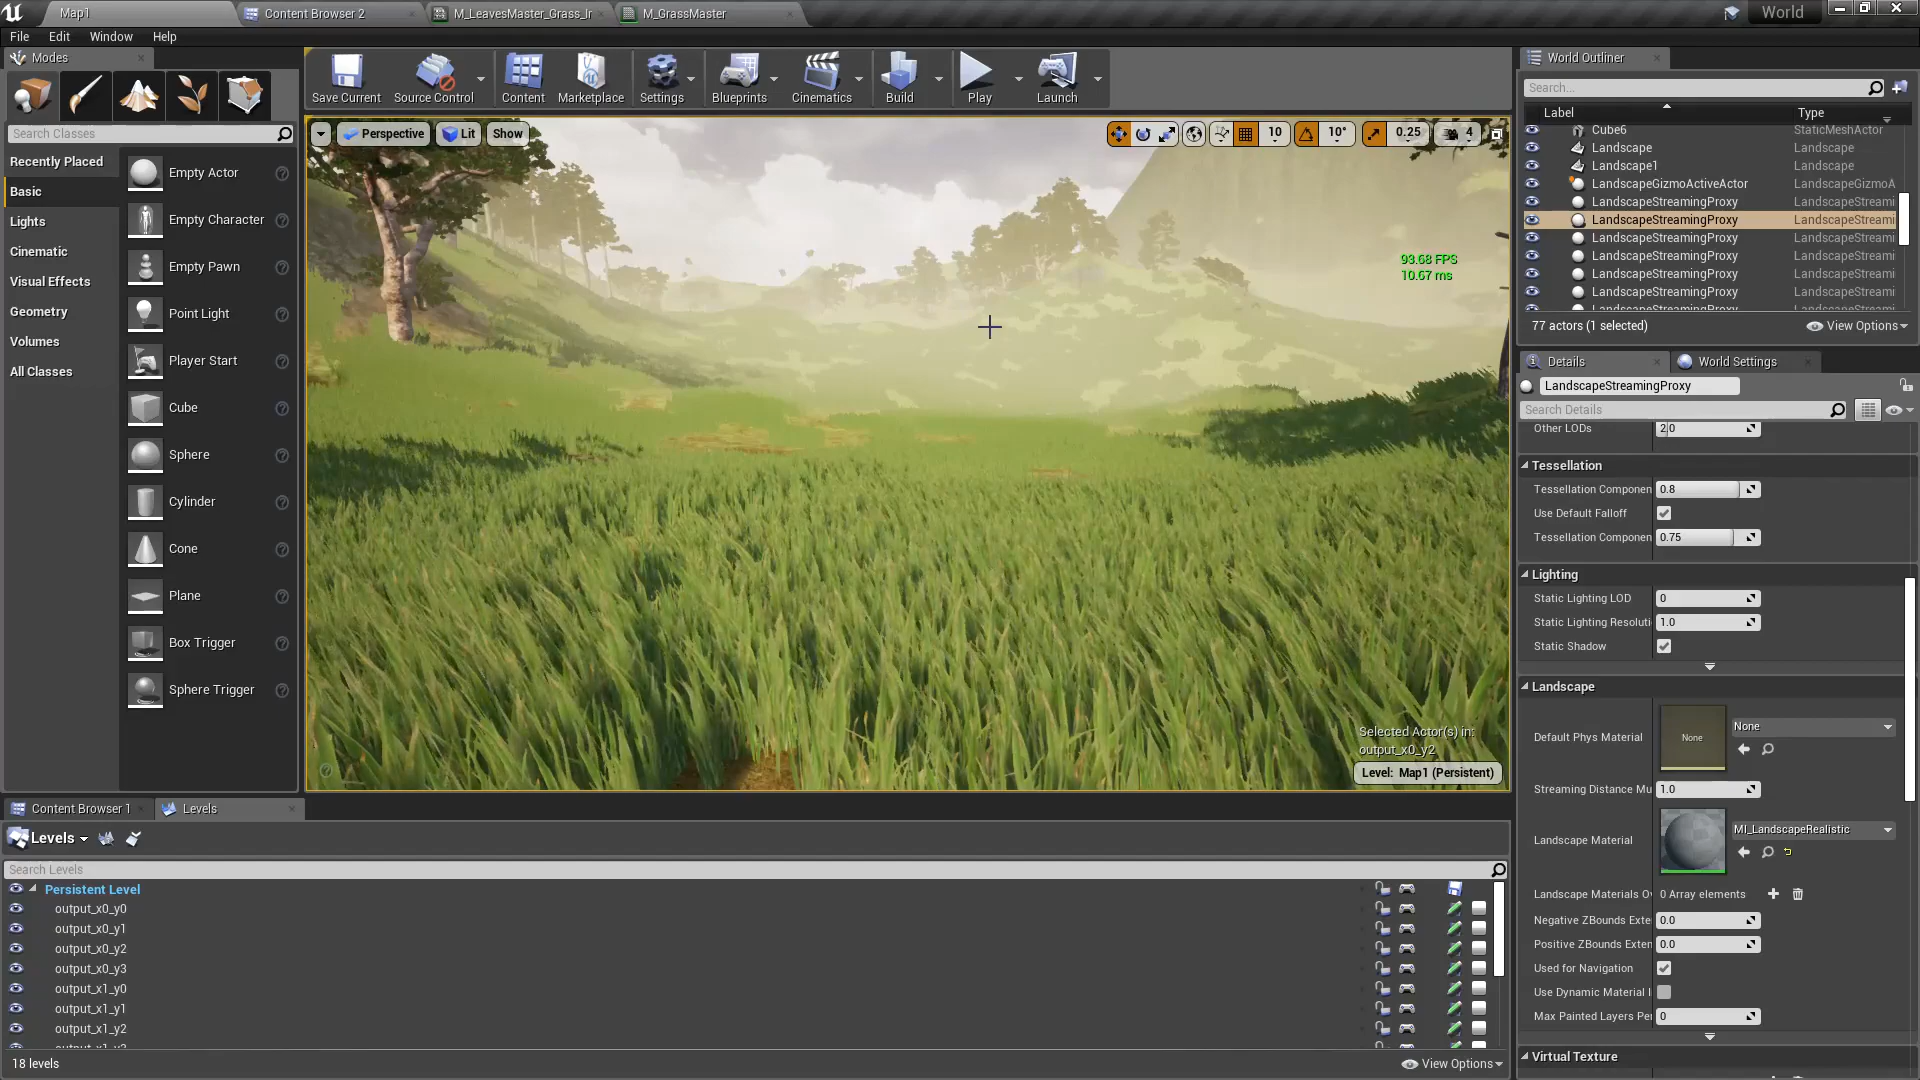 Map1
Content Browser 2
M_LeavesMaster_Grass_Ir
M_GrassMaster
World
File Edit Window Help
Modes
Search Classes
Recently Placed
Basic
Lights
Cinematic
Visual Effects
Geometry
Volumes
All Classes
Empty Actor
Empty Character
Empty Pawn
Point Light
Player Start
Cube
Sphere
Cylinder
Cone
Plane
Box Trigger
Sphere Trigger
Save Current
Source Control
Content
Marketplace
Settings
Blueprints
Cinematics
Build
Play
Launch
Perspective
Lit
Show
10
10°
0.25
4
93.68 FPS
10.67 ms
Selected Actor(s) in:
output_x0_y2
Level: Map1 (Persistent)
World Outliner
Search...
Label Type
Cube6 StaticMeshActor
Landscape Landscape
Landscape1 Landscape
LandscapeGizmoActiveActor LandscapeGizmoA
LandscapeStreamingProxy LandscapeStreami
LandscapeStreamingProxy LandscapeStreami
LandscapeStreamingProxy LandscapeStreami
LandscapeStreamingProxy LandscapeStreami
LandscapeStreamingProxy LandscapeStreami
LandscapeStreamingProxy LandscapeStreami
77 actors (1 selected)
View Options
Details
World Settings
LandscapeStreamingProxy
Search Details
Other LODs 2.0
Tessellation
Tessellation Componen 0.8
Use Default Falloff
Tessellation Componen 0.75
Lighting
Static Lighting LOD 0
Static Lighting Resoluti 1.0
Static Shadow
Landscape
Default Phys Material None None
Streaming Distance Mu 1.0
Landscape Material MI_LandscapeRealistic
Landscape Materials O 0 Array elements
Negative ZBounds Exte 0.0
Positive ZBounds Exten 0.0
Used for Navigation
Use Dynamic Material I
Max Painted Layers Per 0
Virtual Texture
Content Browser 1
Levels
Levels
Search Levels
Persistent Level
output_x0_y0
output_x0_y1
output_x0_y2
output_x0_y3
output_x1_y0
output_x1_y1
output_x1_y2
18 levels
View Options